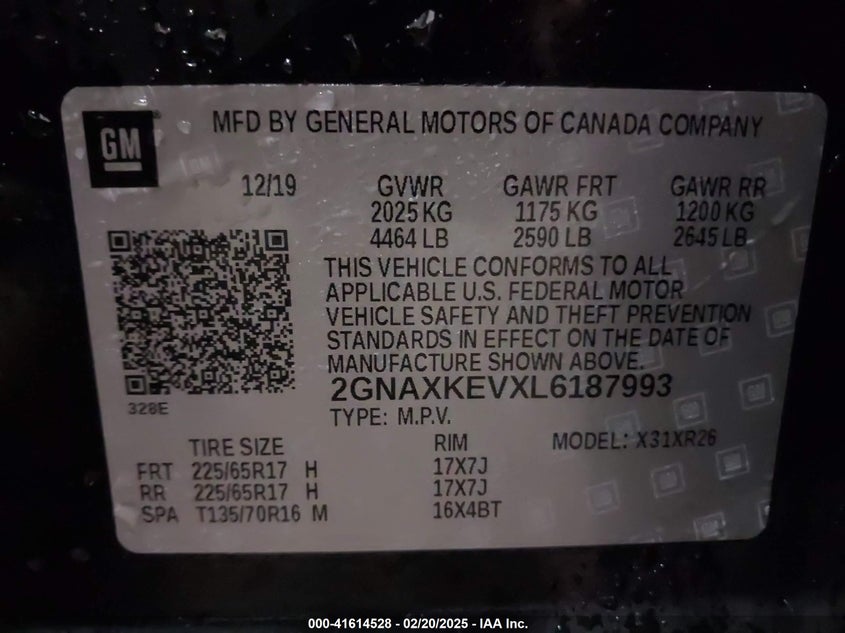 GM
MFD BY GENERAL MOTORS OF CANADA COMPANY
12/19 GVWR GAWR FRT GAWR RR
2025 KG 1175 KG 1200 KG
4464 LB 2590 LB 2645 LB
THIS VEHICLE CONFORMS TO ALL
APPLICABLE U.S. FEDERAL MOTOR
VEHICLE SAFETY AND THEFT PREVENTION
STANDARDS IN EFFECT ON THE DATE OF
MANUFACTURE SHOWN ABOVE.
328E
2GNAXKEVXL6187993
TYPE: M.P.V.
TIRE SIZE RIM MODEL: X31XR26
FRT 225/65R17 H 17X7J
RR 225/65R17 H 17X7J
SPA T135/70R16 M 16X4BT
000-41614528 - 02/20/2025 - IAA Inc.